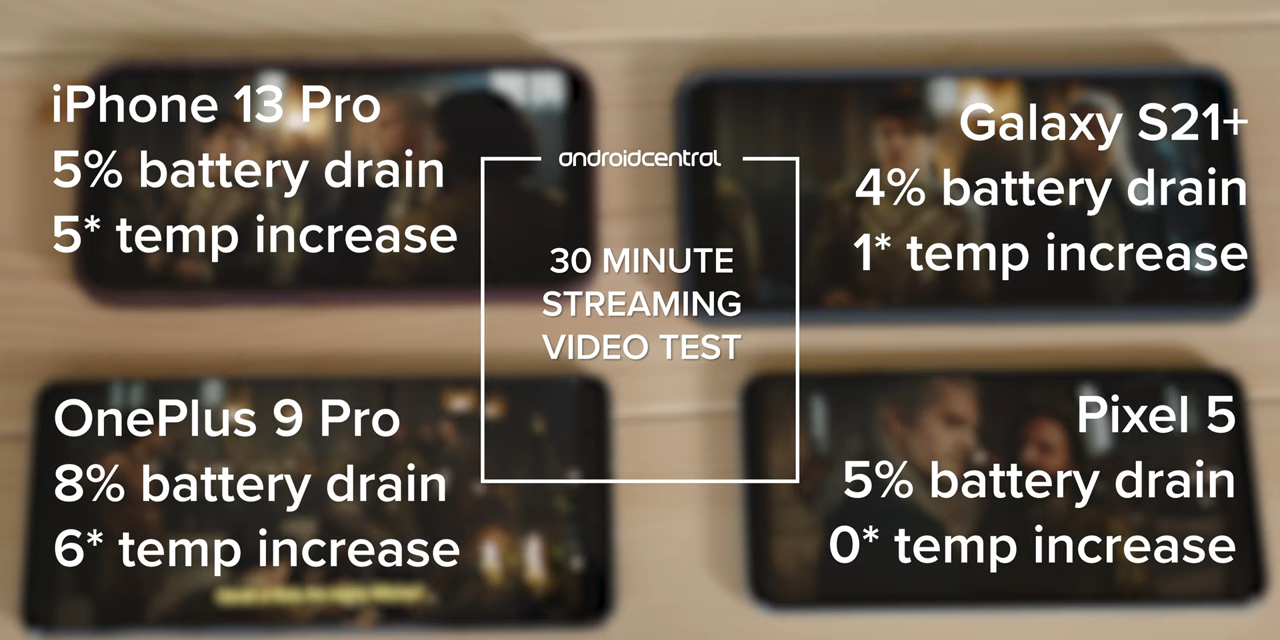 iPhone 13 Pro
5% battery drain
5* temp increase
Galaxy S21+
4% battery drain
1* temp increase
androidcentral
30 MINUTE
STREAMING
VIDEO TEST
OnePlus 9 Pro
8% battery drain
6* temp increase
Pixel 5
5% battery drain
0* temp increase